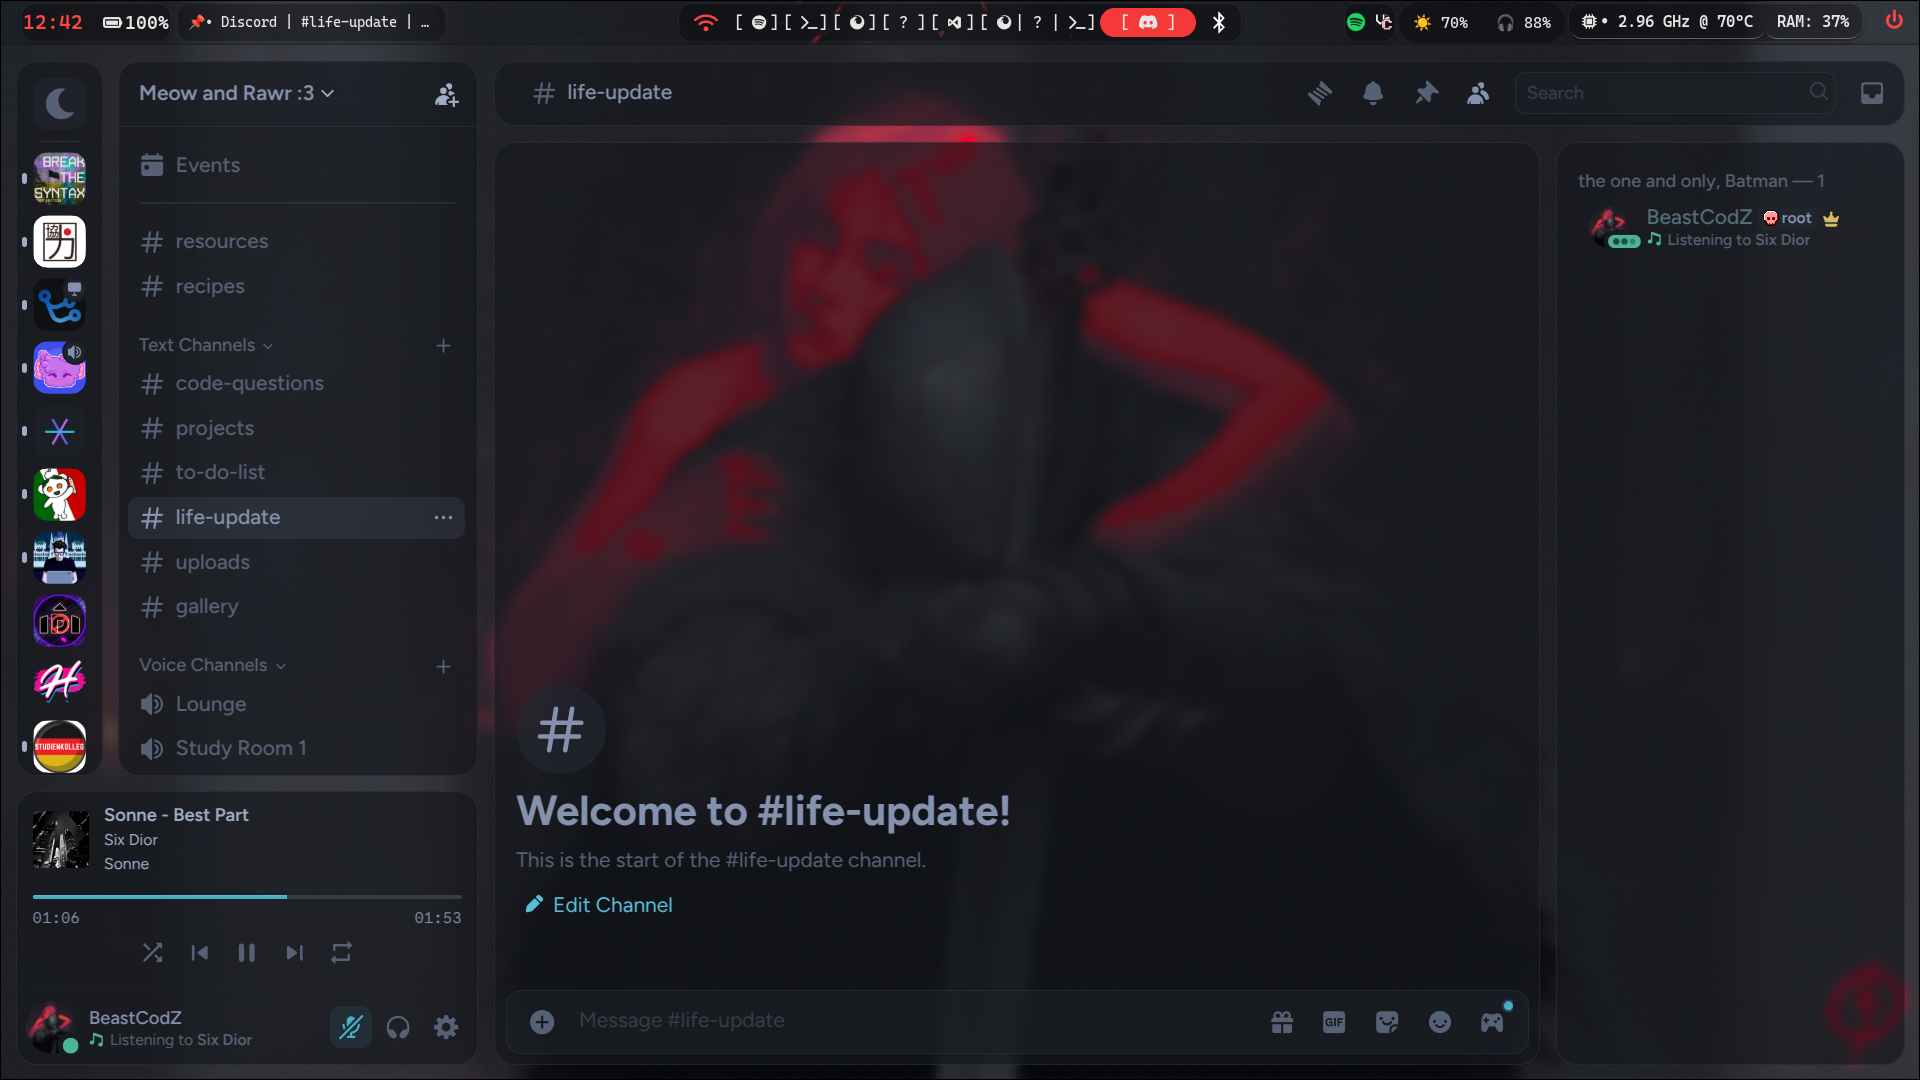 12:42 100% 📌• Discord | #life-update | …
[ ] [ >_] [ ] [ ? ] [ ] [ | ? | >_] [ ]
70% 88% • 2.96 GHz @ 70°C RAM: 37%
Meow and Rawr :3
Events
resources
recipes
Text Channels
code-questions
projects
to-do-list
life-update
uploads
gallery
Voice Channels
Lounge
Study Room 1
BREAK
THE
SYNTAX
協力
STUDIENKOLLEG
Sonne - Best Part
Six Dior
Sonne
01:06 01:53
BeastCodZ
Listening to Six Dior
# life-update
Search
# 
Welcome to #life-update!
This is the start of the #life-update channel.
Edit Channel
Message #life-update
GIF
the one and only, Batman — 1
BeastCodZ root
Listening to Six Dior